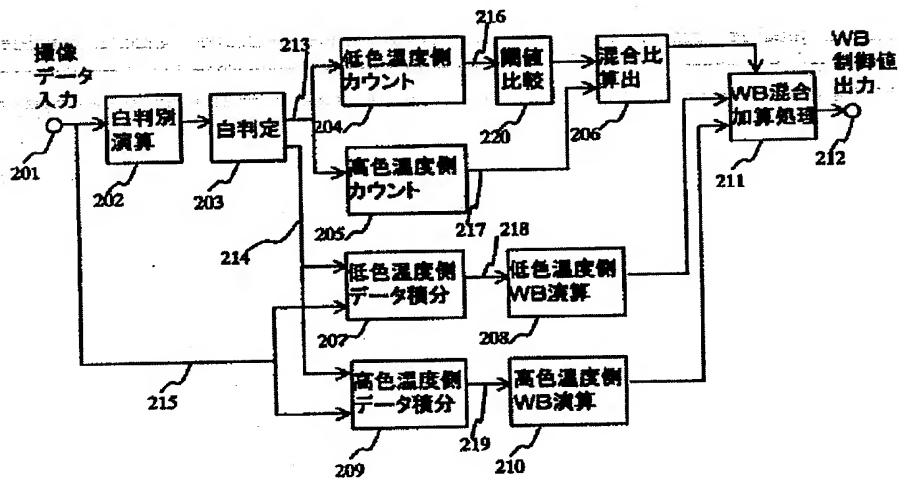 撮像
データ
入力
201
白判別
演算
202
白判定
203
213
低色温度側
カウント
204
216
閾値
比較
220
混合比
算出
206
WB
制御値
出力
WB混合
加算処理
211
212
高色温度側
カウント
205
217
214
低色温度側
データ積分
207
218
低色温度側
WB演算
208
215
高色温度側
データ積分
209
219
高色温度側
WB演算
210